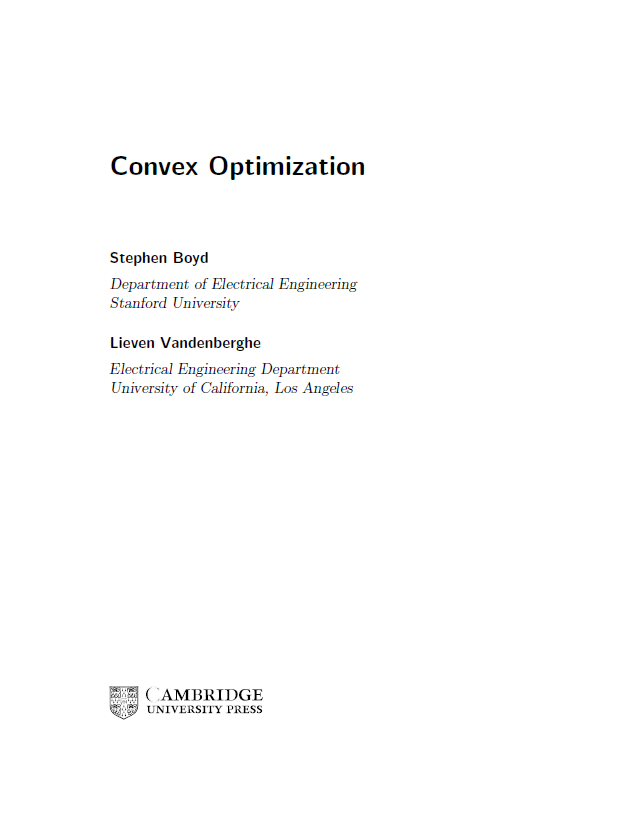 Convex Optimization
Stephen Boyd
Department of Electrical Engineering
Stanford University
Lieven Vandenberghe
Electrical Engineering Department
University of California, Los Angeles
CAMBRIDGE
UNIVERSITY PRESS